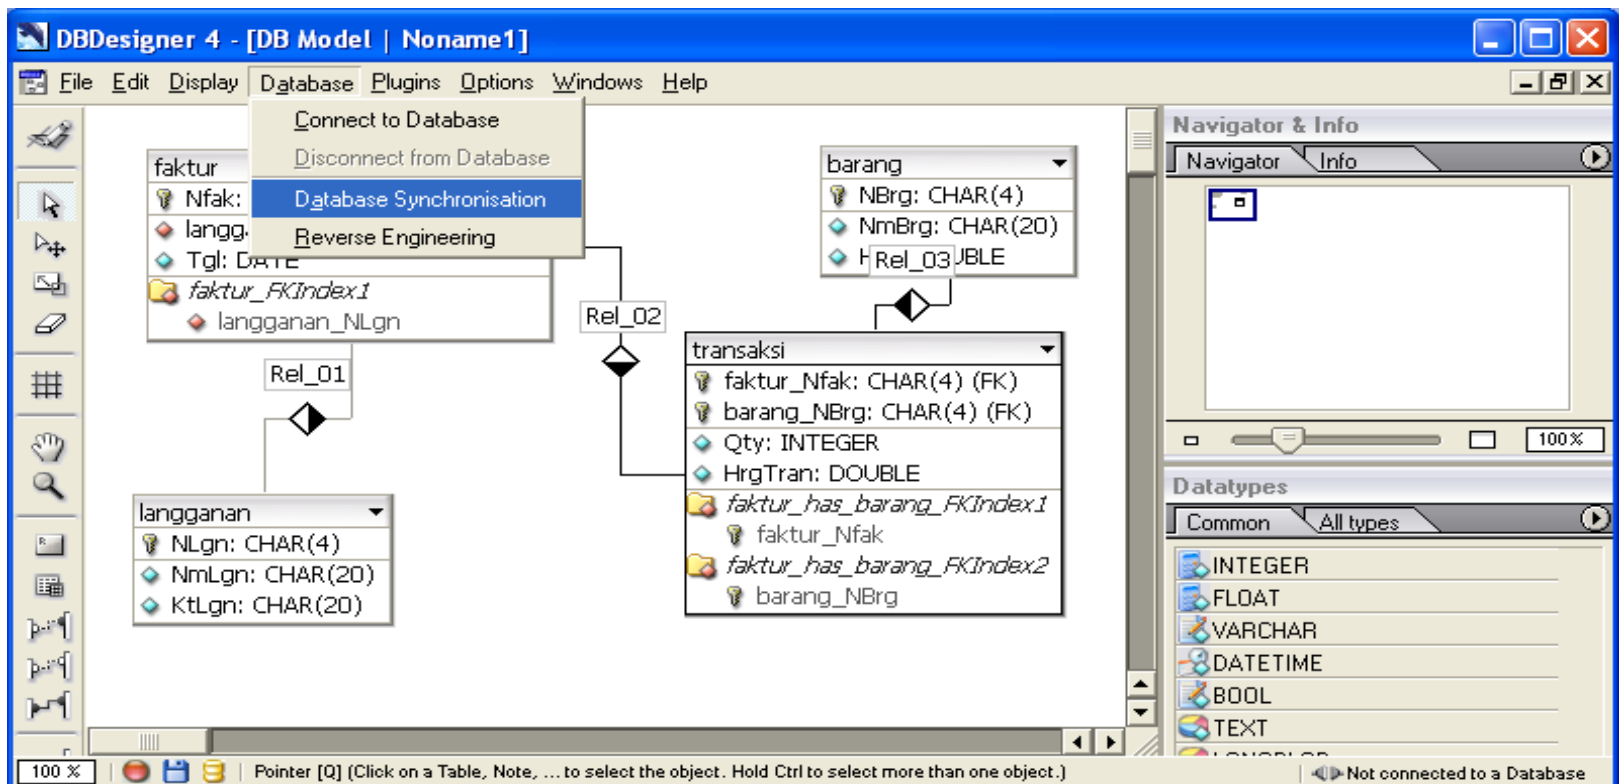 DBDesigner 4 - [DB Model | Noname1]
File Edit Display Database Plugins Options Windows Help
Connect to Database
Disconnect from Database
Database Synchronisation
Reverse Engineering
faktur
Nfak:
langg
Tgl: DATE
faktur_FKIndex1
langganan_NLgn
Rel_01
Rel_02
langganan
NLgn: CHAR(4)
NmLgn: CHAR(20)
KtLgn: CHAR(20)
barang
NBrg: CHAR(4)
NmBrg: CHAR(20)
Rel_03
transaksi
faktur_Nfak: CHAR(4) (FK)
barang_NBrg: CHAR(4) (FK)
Qty: INTEGER
HrgTran: DOUBLE
faktur_has_barang_FKIndex1
faktur_Nfak
faktur_has_barang_FKIndex2
barang_NBrg
Navigator & Info
Navigator Info
100%
Datatypes
Common All types
INTEGER
FLOAT
VARCHAR
DATETIME
BOOL
TEXT
100 % Pointer [Q] (Click on a Table, Note, ... to select the object. Hold Ctrl to select more than one object.) Not connected to a Database